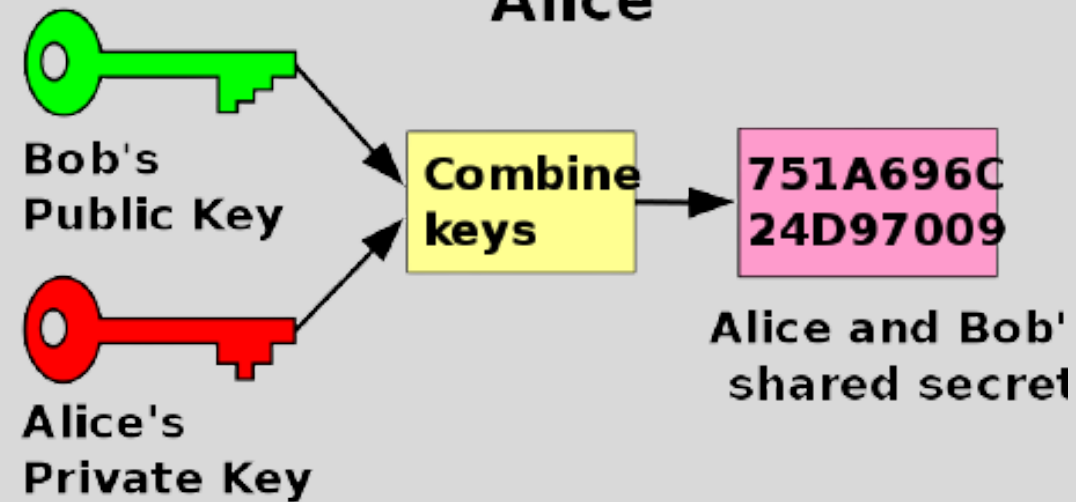 Alice
Bob's
Public Key
Combine
keys
751A696C
24D97009
Alice and Bob'
shared secret
Alice's
Private Key